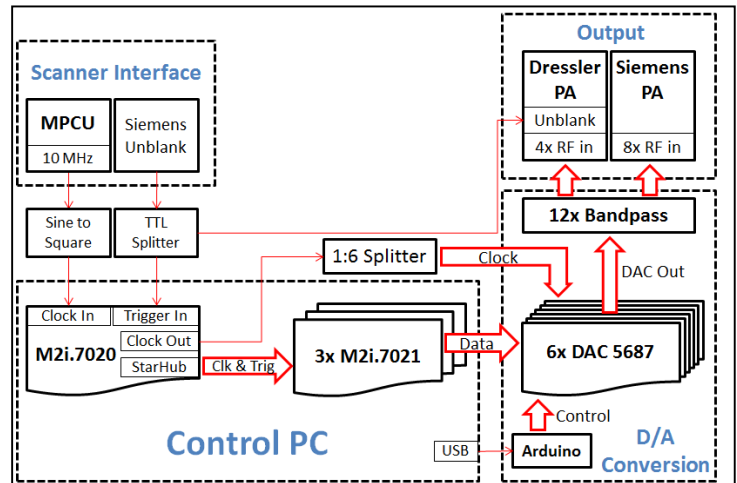 Scanner Interface
MPCU
10 MHz
Siemens
Unblank
Sine to
Square
TTL
Splitter
Output
Dressler
PA
Unblank
4x RF in
Siemens
PA
8x RF in
12x Bandpass
1:6 Splitter
Clock
DAC Out
Clock In
Trigger In
Clock Out
StarHub
M2i.7020
Clk & Trig
3x M2i.7021
Data
6x DAC 5687
Control
Control PC
USB
Arduino
D/A
Conversion